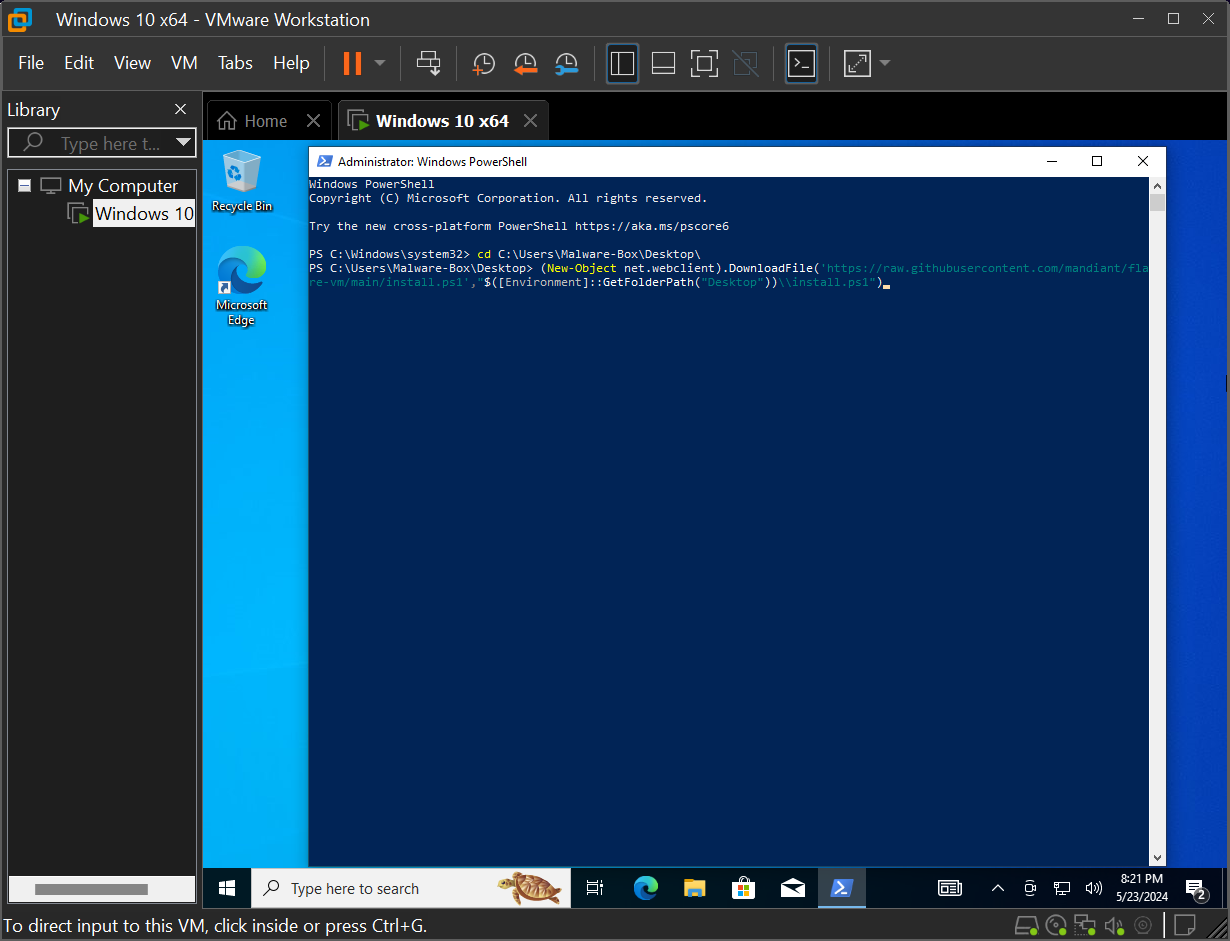 Windows 10 x64 - VMware Workstation
File Edit View VM Tabs Help
Library
Home
Windows 10 x64
Type here t...
My Computer
Windows 10
Recycle Bin
Microsoft
Edge
Administrator: Windows PowerShell
Windows PowerShell
Copyright (C) Microsoft Corporation. All rights reserved.
Try the new cross-platform PowerShell https://aka.ms/pscore6
PS C:\Windows\system32> cd C:\Users\Malware-Box\Desktop\
PS C:\Users\Malware-Box\Desktop> (New-Object net.webclient).DownloadFile('https://raw.githubusercontent.com/mandiant/fla
re-vm/main/install.ps1',"$([Environment]::GetFolderPath("Desktop"))\\install.ps1")
Type here to search
8:21 PM
5/23/2024
2
To direct input to this VM, click inside or press Ctrl+G.